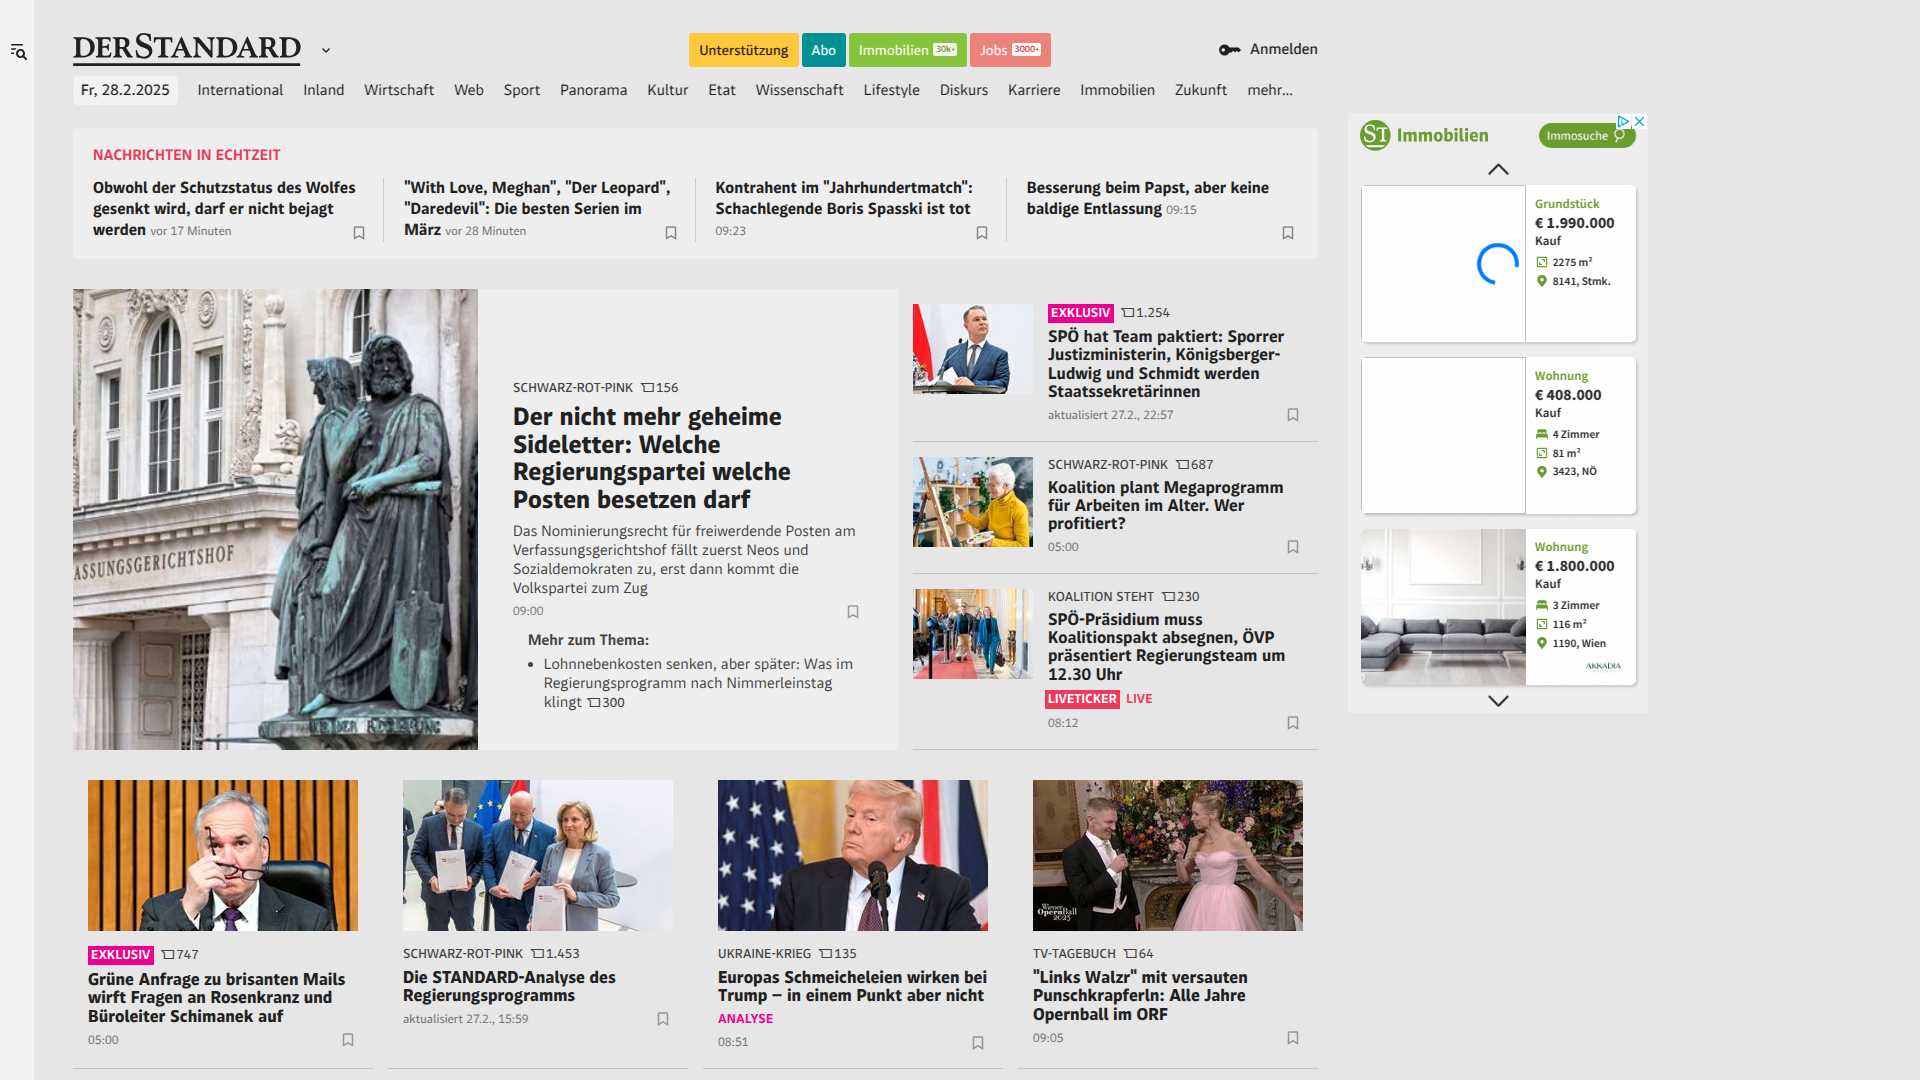 DERSTANDARD
Unterstützung
Abo
Immobilien 30k+
Jobs 3000+
Anmelden
Fr, 28.2.2025
International
Inland
Wirtschaft
Web
Sport
Panorama
Kultur
Etat
Wissenschaft
Lifestyle
Diskurs
Karriere
Immobilien
Zukunft
mehr...
NACHRICHTEN IN ECHTZEIT
Obwohl der Schutzstatus des Wolfes
gesenkt wird, darf er nicht bejagt
werden vor 17 Minuten
"With Love, Meghan", "Der Leopard",
"Daredevil": Die besten Serien im
März vor 28 Minuten
Kontrahent im "Jahrhundertmatch":
Schachlegende Boris Spasski ist tot
09:23
Besserung beim Papst, aber keine
baldige Entlassung 09:15
ASSUNGSGERICHTSHOF
SCHWARZ-ROT-PINK 156
Der nicht mehr geheime
Sideletter: Welche
Regierungspartei welche
Posten besetzen darf
Das Nominierungsrecht für freiwerdende Posten am
Verfassungsgerichtshof fällt zuerst Neos und
Sozialdemokraten zu, erst dann kommt die
Volkspartei zum Zug
09:00
Mehr zum Thema:
• Lohnnebenkosten senken, aber später: Was im
Regierungsprogramm nach Nimmerleinstag
klingt 300
EXKLUSIV 1.254
SPÖ hat Team paktiert: Sporrer
Justizministerin, Königsberger-
Ludwig und Schmidt werden
Staatssekretärinnen
aktualisiert 27.2., 22:57
SCHWARZ-ROT-PINK 687
Koalition plant Megaprogramm
für Arbeiten im Alter. Wer
profitiert?
05:00
KOALITION STEHT 230
SPÖ-Präsidium muss
Koalitionspakt absegnen, ÖVP
präsentiert Regierungsteam um
12.30 Uhr
LIVETICKER LIVE
08:12
EXKLUSIV 747
Grüne Anfrage zu brisanten Mails
wirft Fragen an Rosenkranz und
Büroleiter Schimanek auf
05:00
SCHWARZ-ROT-PINK 1.453
Die STANDARD-Analyse des
Regierungsprogramms
aktualisiert 27.2., 15:59
UKRAINE-KRIEG 135
Europas Schmeicheleien wirken bei
Trump – in einem Punkt aber nicht
ANALYSE
08:51
Wiener
OpernBall
2025
TV-TAGEBUCH 64
"Links Walzr" mit versauten
Punschkrapferln: Alle Jahre
Opernball im ORF
09:05
ST Immobilien
Immosuche
Grundstück
€ 1.990.000
Kauf
2275 m²
8141, Stmk.
Wohnung
€ 408.000
Kauf
4 Zimmer
81 m²
3423, NÖ
Wohnung
€ 1.800.000
Kauf
3 Zimmer
116 m²
1190, Wien
AKKADIA